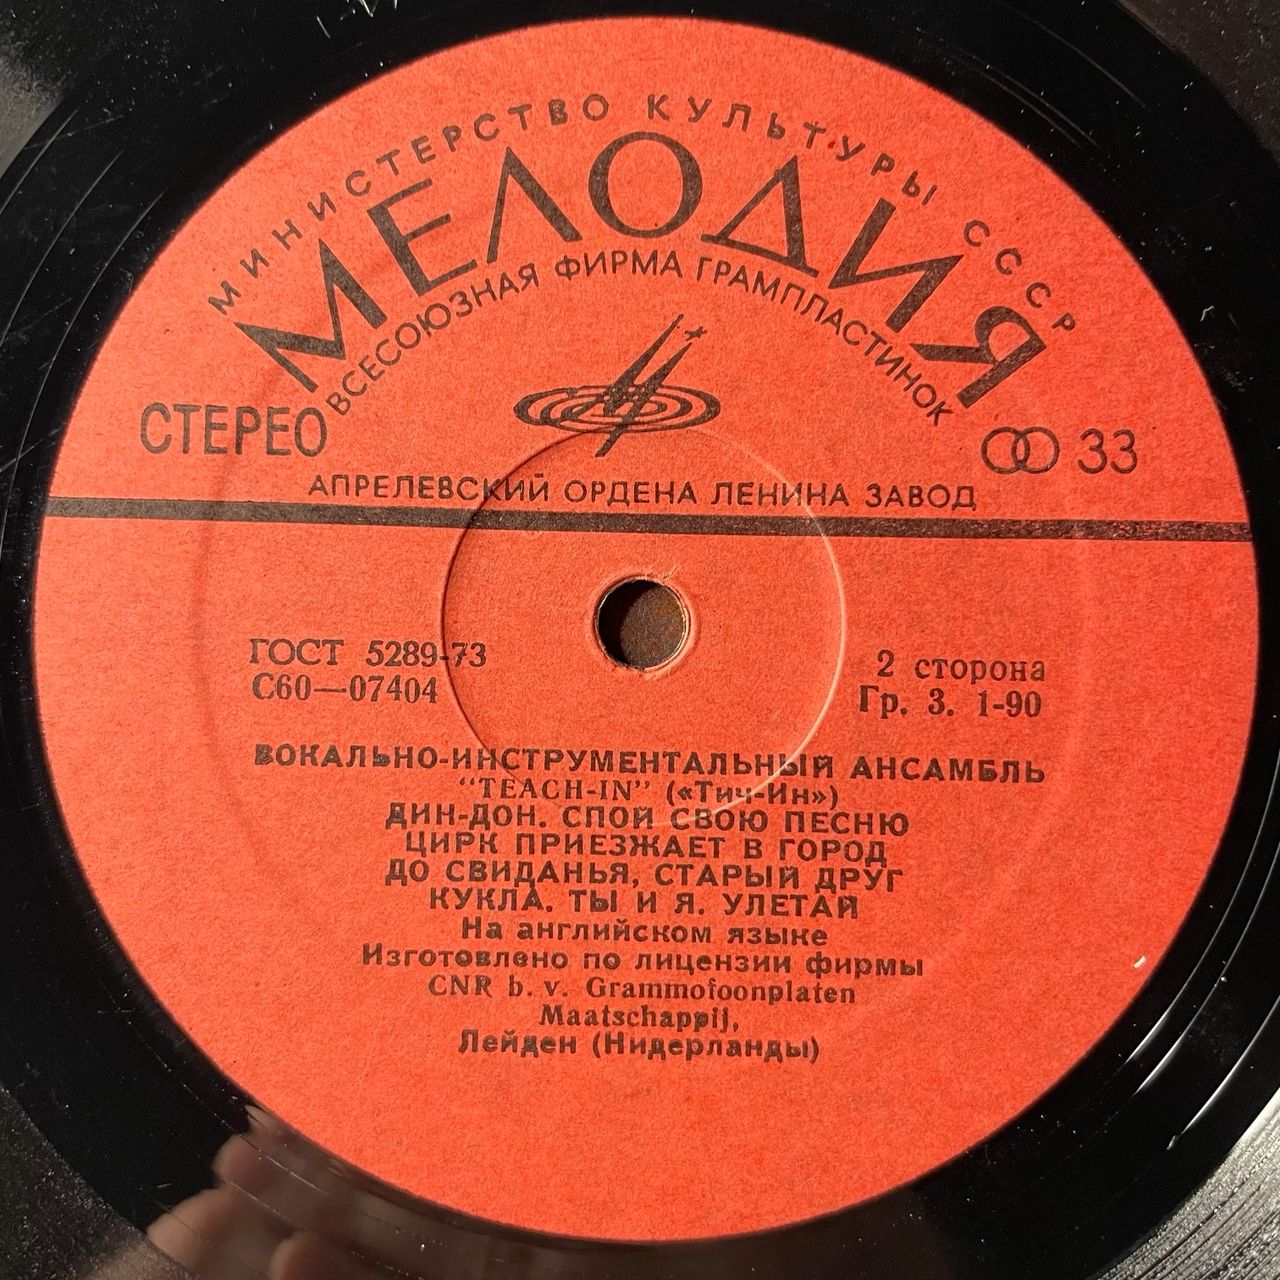 МИНИСТЕРСТВО КУЛЬТУРЫ СССР
МЕЛОДИЯ
ВСЕСОЮЗНАЯ ФИРМА ГРАМПЛАСТИНОК
СТЕРЕО
33
АПРЕЛЕВСКИЙ ОРДЕНА ЛЕНИНА ЗАВОД
ГОСТ 5289-73
С60—07404
2 сторона
Гр. 3. 1-90
ВОКАЛЬНО-ИНСТРУМЕНТАЛЬНЫЙ АНСАМБЛЬ
"TEACH-IN" («Тич-Ин»)
ДИН-ДОН. СПОЙ СВОЮ ПЕСНЮ
ЦИРК ПРИЕЗЖАЕТ В ГОРОД
ДО СВИДАНЬЯ, СТАРЫЙ ДРУГ
КУКЛА. ТЫ И Я. УЛЕТАЙ
На английском языке
Изготовлено по лицензии фирмы
CNR b. v. Grammofoonplaten
Maatschappij,
Лейден (Нидерланды)